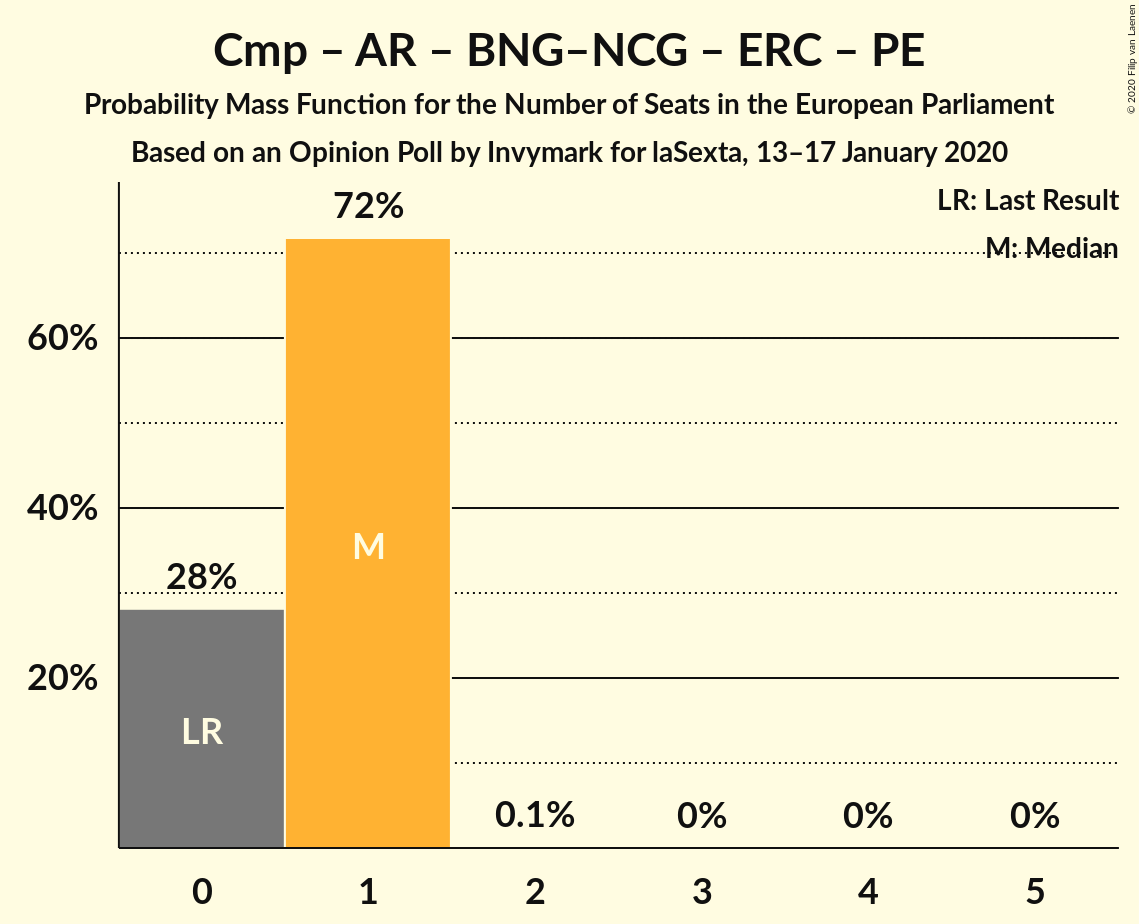 Cmp – AR – BNG–NCG – ERC – PE
Probability Mass Function for the Number of Seats in the European Parliament
Based on an Opinion Poll by Invymark for laSexta, 13–17 January 2020
© 2020 Filip van Laenen
LR: Last Result
M: Median
72%
60%
40%
28%
20%
M
LR
0.1%
0%
0%
0%
0
1
2
3
4
5